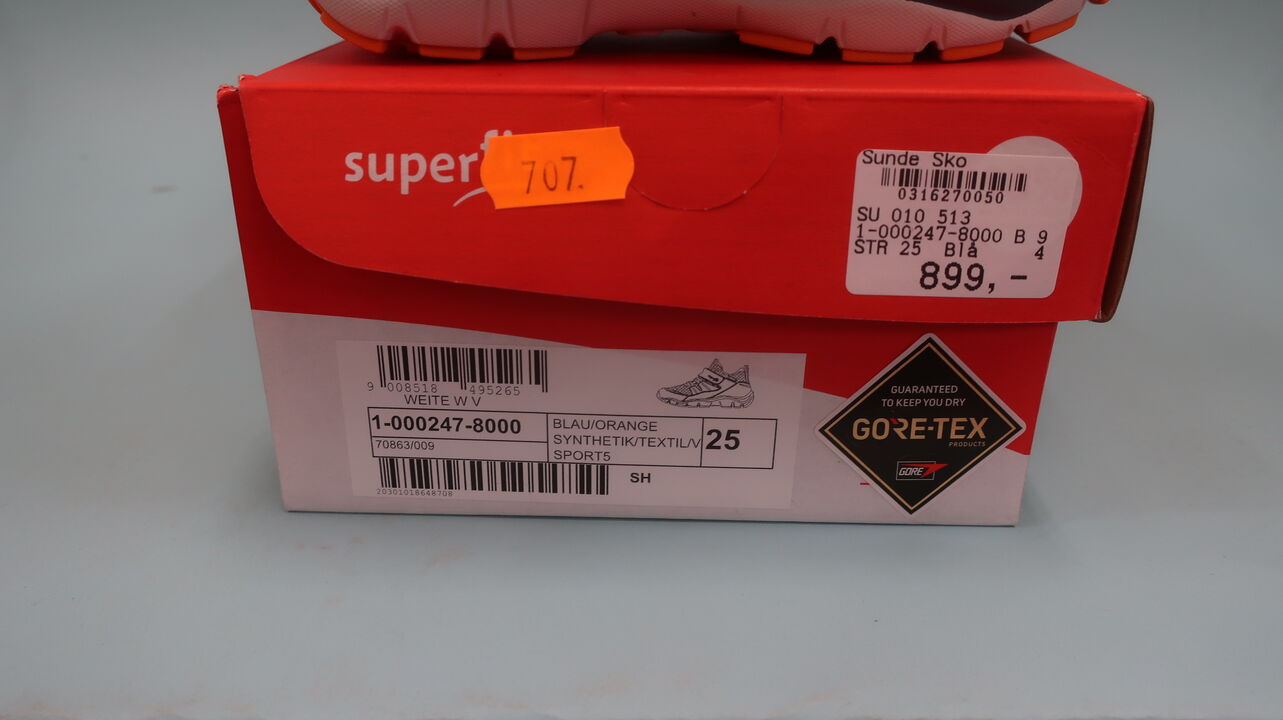 superf
707.
Sunde Sko
0316270050
SU 010 513
1-000247-8000 B 9
STR 25 Blå 4
899,-
9 008518 495265
WEITE W V
1-000247-8000
70863/009
BLAU/ORANGE
SYNTHETIK/TEXTIL/V
SPORT5
25
20301018648708
SH
GUARANTEED
TO KEEP YOU DRY
GORE-TEX
PRODUCTS
GORE